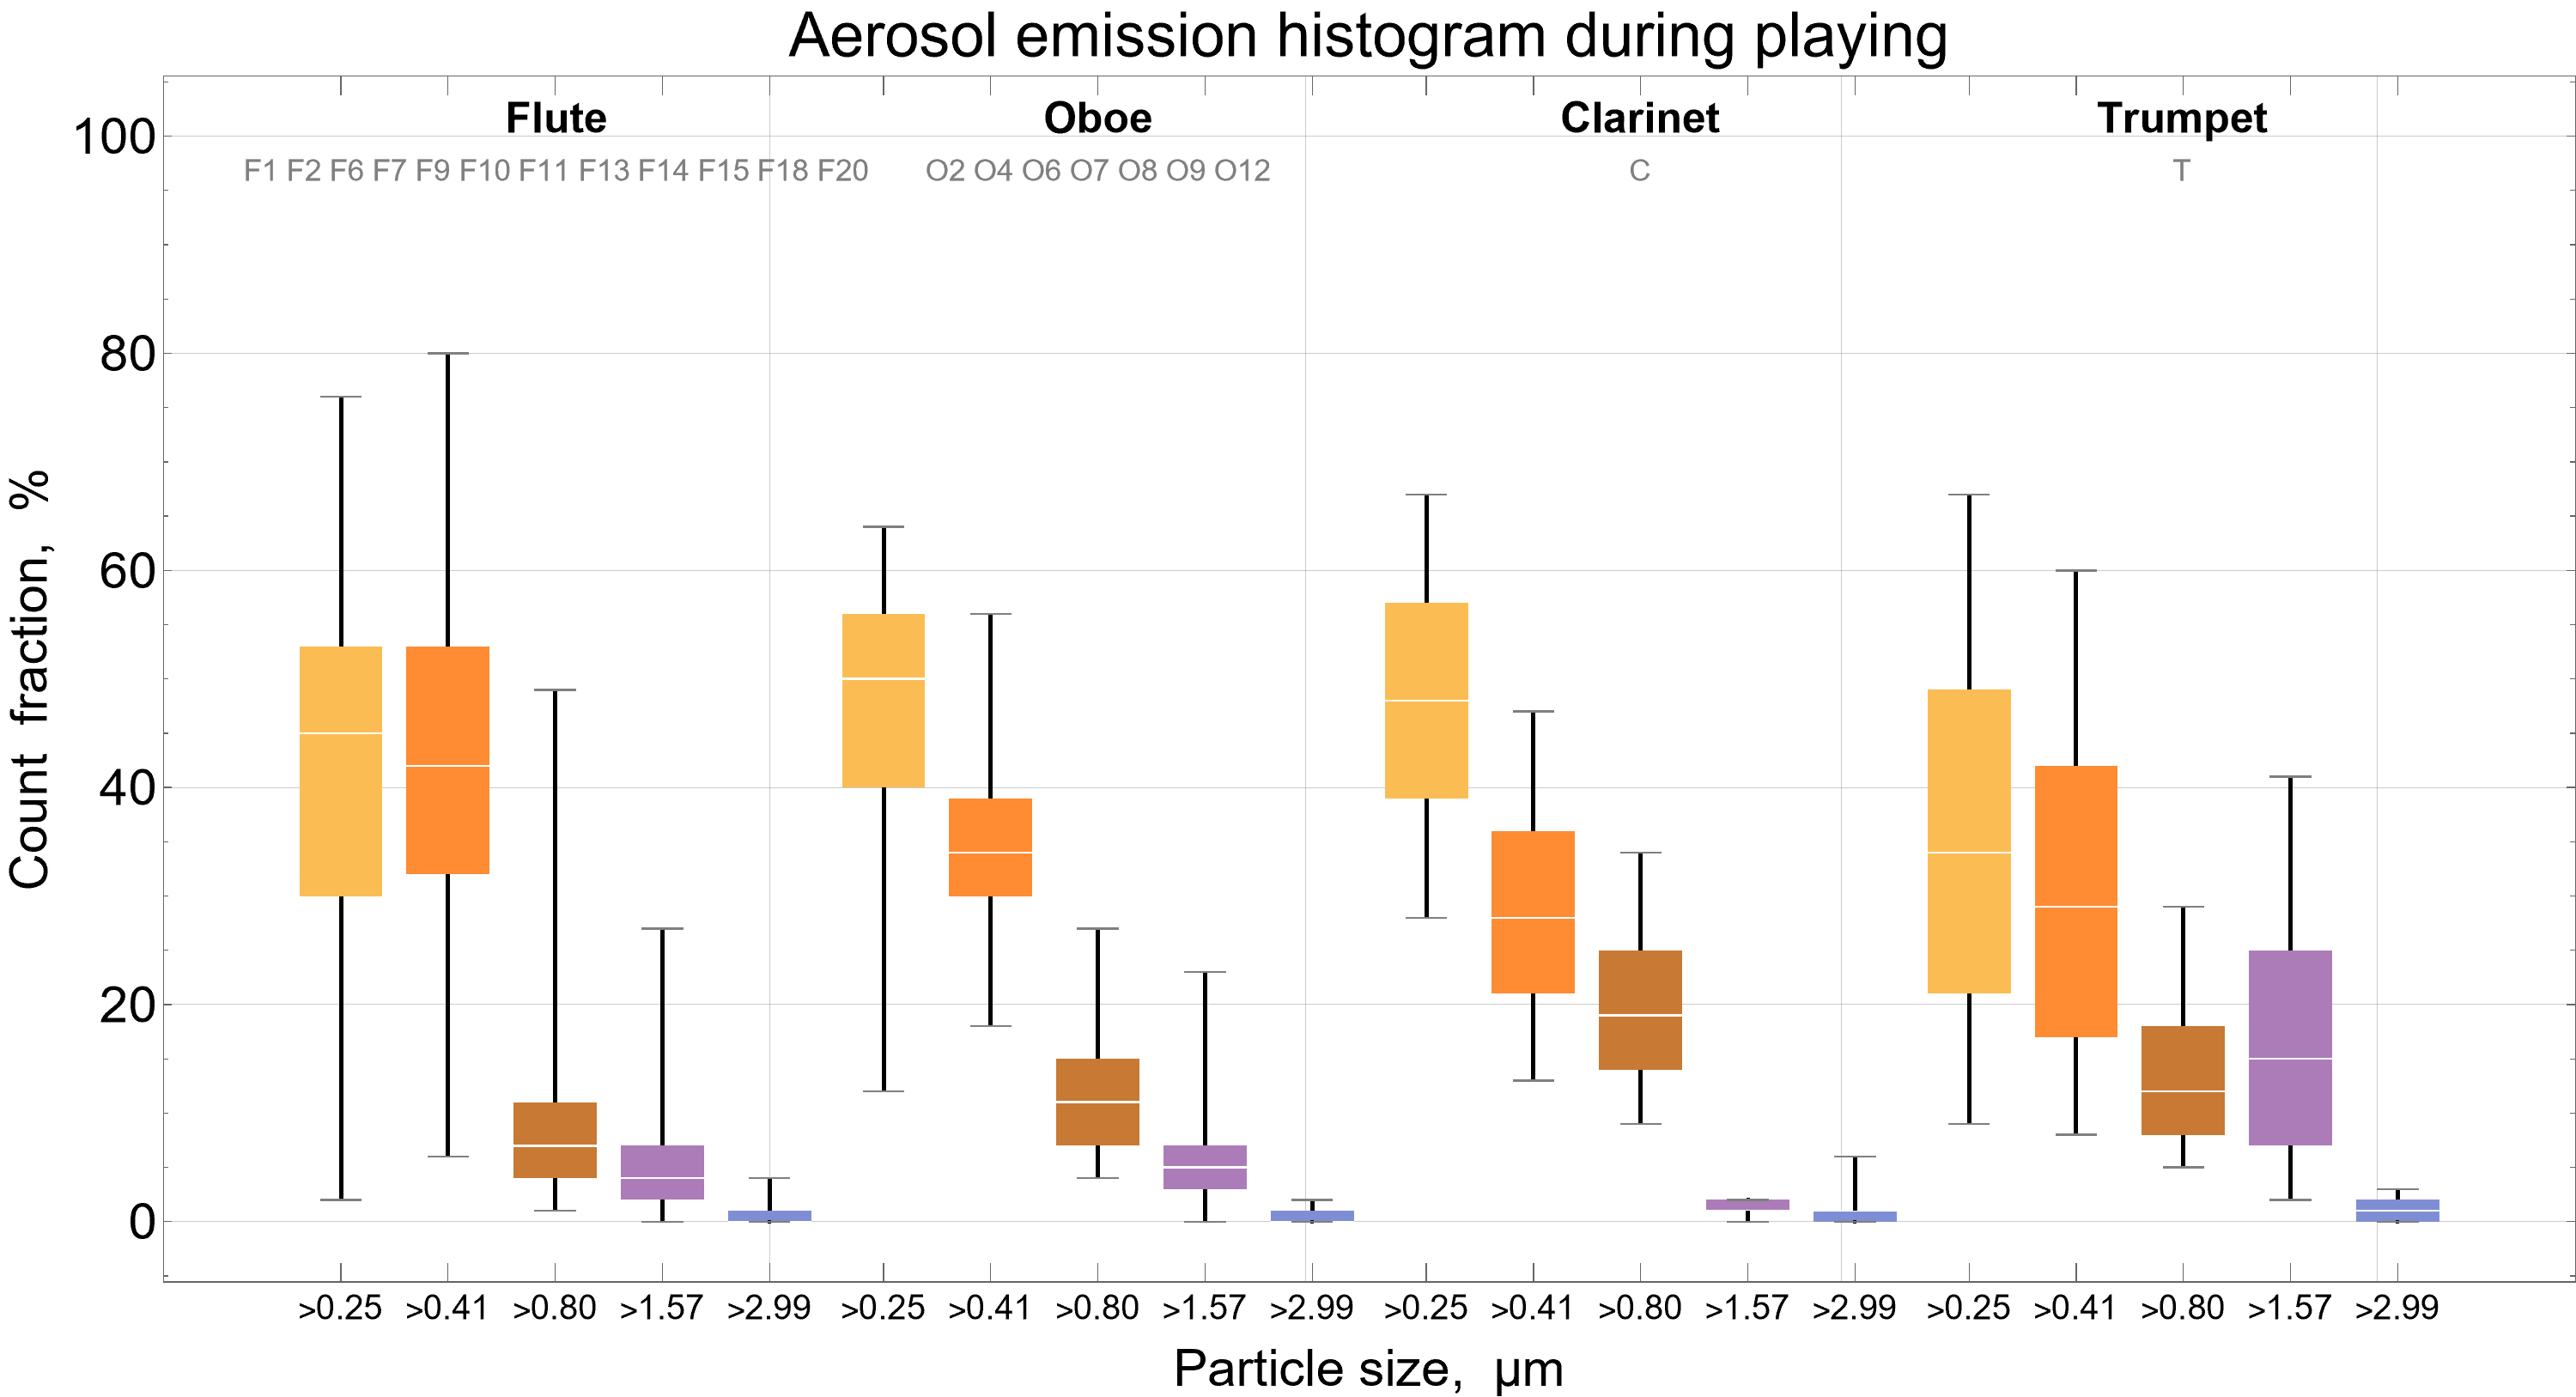 Aerosol emission histogram during playing
Flute Oboe Clarinet Trumpet
F1 F2 F6 F7 F9 F10 F11 F13 F14 F15 F18 F20 O2 O4 O6 O7 O8 O9 O12 C T
100
80
60
40
20
0
Count fraction, %
>0.25 >0.41 >0.80 >1.57 >2.99 >0.25 >0.41 >0.80 >1.57 >2.99 >0.25 >0.41 >0.80 >1.57 >2.99 >0.25 >0.41 >0.80 >1.57 >2.99
Particle size, µm